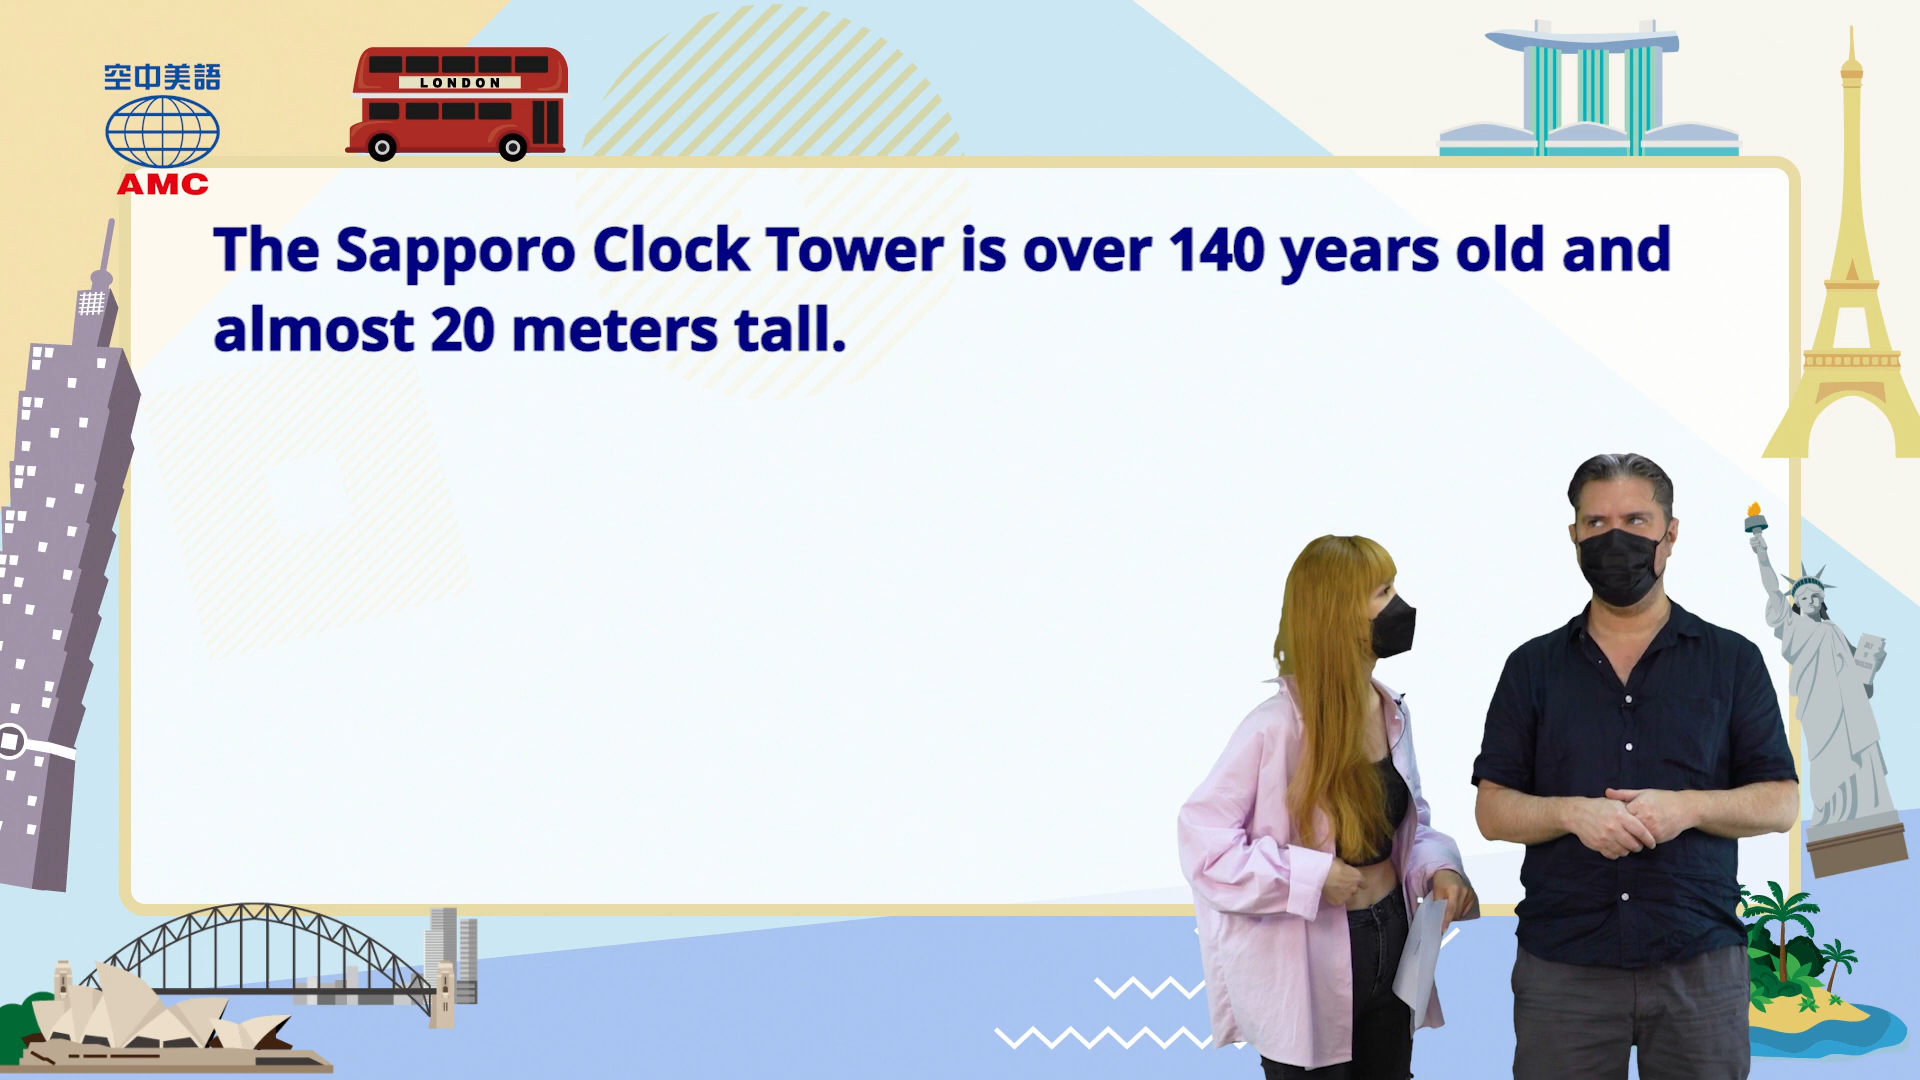 空中美語
AMC
LONDON
The Sapporo Clock Tower is over 140 years old and
almost 20 meters tall.